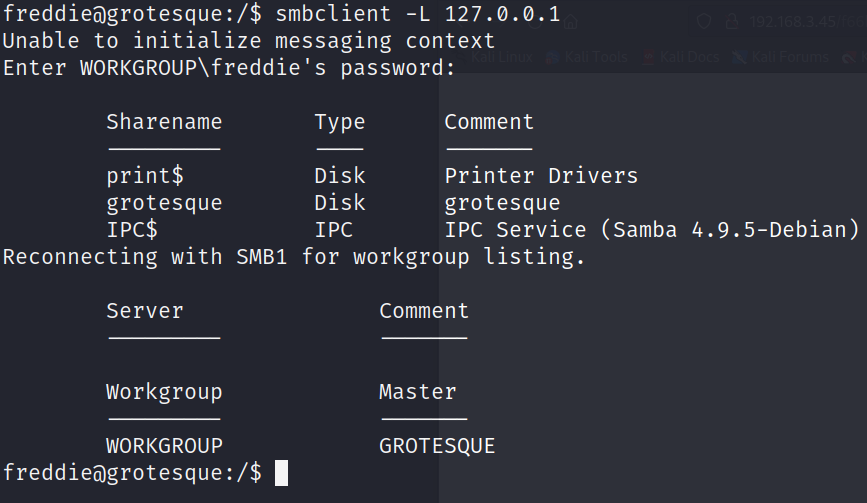 freddie@grotesque:/$ smbclient -L 127.0.0.1
192.168.3.45
Unable to initialize messaging context
Enter WORKGROUP\freddie's password:
Kali Linux Kali Tools Kali Docs Kali Forums
Sharename Type Comment
--------- ---- -------
print$ Disk Printer Drivers
grotesque Disk grotesque
IPC$ IPC IPC Service (Samba 4.9.5-Debian)
Reconnecting with SMB1 for workgroup listing.
Server Comment
--------- -------
Workgroup Master
--------- -------
WORKGROUP GROTESQUE
freddie@grotesque:/$